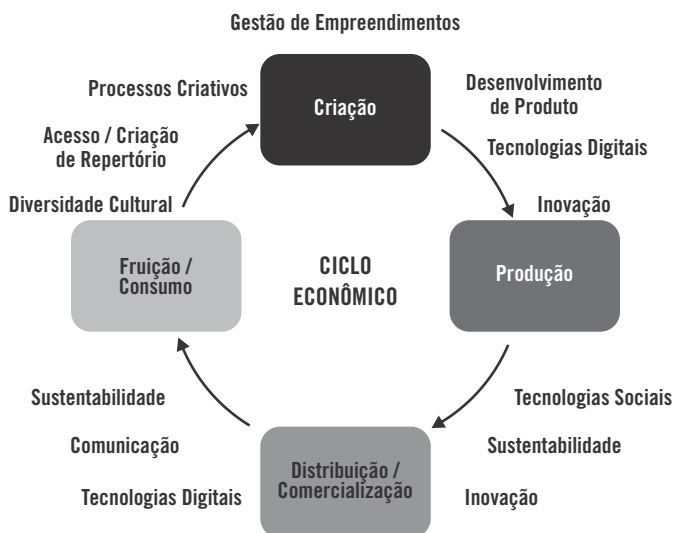 Gestão de Empreendimentos
Processos Criativos
Criação
Desenvolvimento
de Produto
Acesso / Criação
de Repertório
Tecnologias Digitais
Diversidade Cultural
Inovação
Fruição /
Consumo
CICLO
ECONÔMICO
Produção
Sustentabilidade
Tecnologias Sociais
Comunicação
Sustentabilidade
Tecnologias Digitais
Distribuição /
Comercialização
Inovação